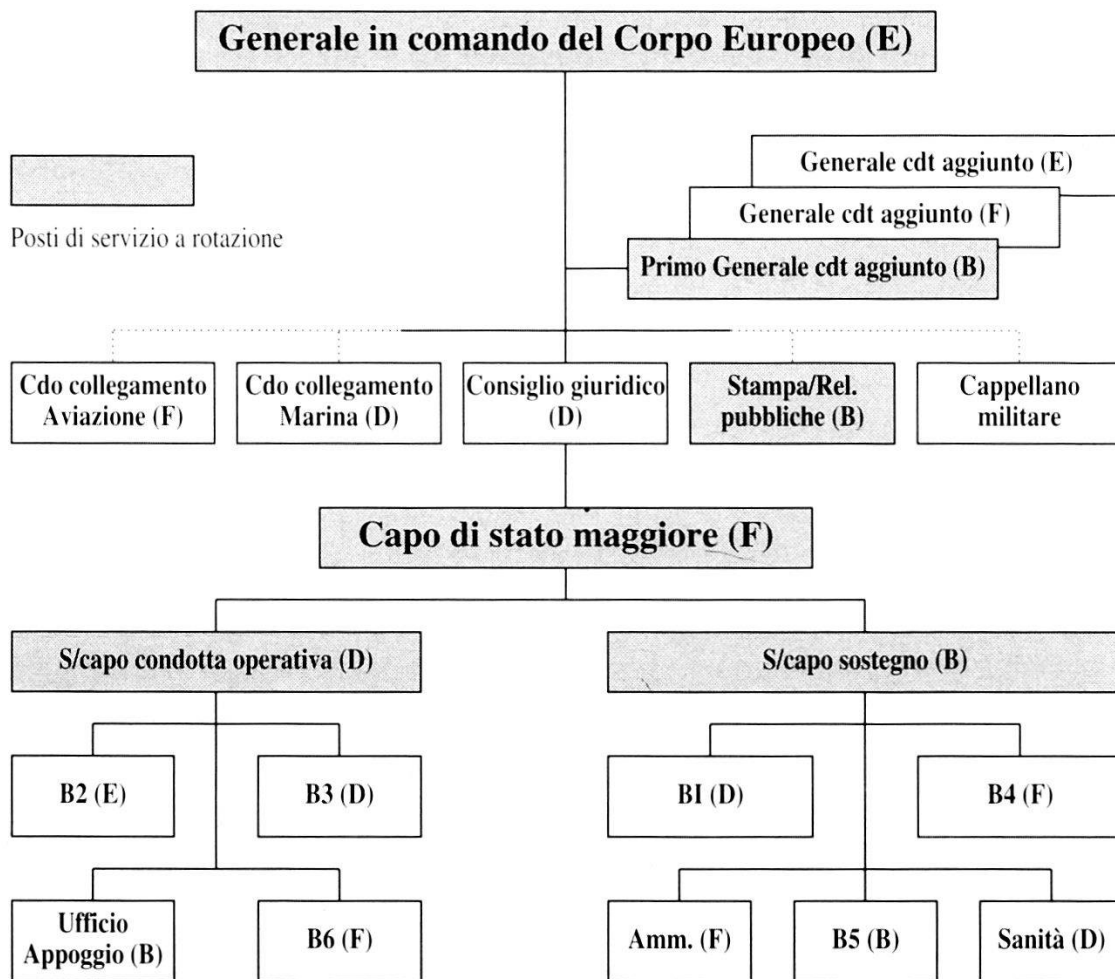 Generale in comando del Corpo Europeo (E)
Generale cdt aggiunto (E)
Generale cdt aggiunto (F)
Primo Generale cdt aggiunto (B)
Posti di servizio a rotazione
Cdo collegamento
Aviazione (F)
Cdo collegamento
Marina (D)
Consiglio giuridico
(D)
Stampa/Rel.
pubbliche (B)
Cappellano
militare
Capo di stato maggiore (F)
S/capo condotta operativa (D)
S/capo sostegno (B)
B2 (E)
B3 (D)
BI (D)
B4 (F)
Ufficio
Appoggio (B)
B6 (F)
Amm. (F)
B5 (B)
Sanità (D)